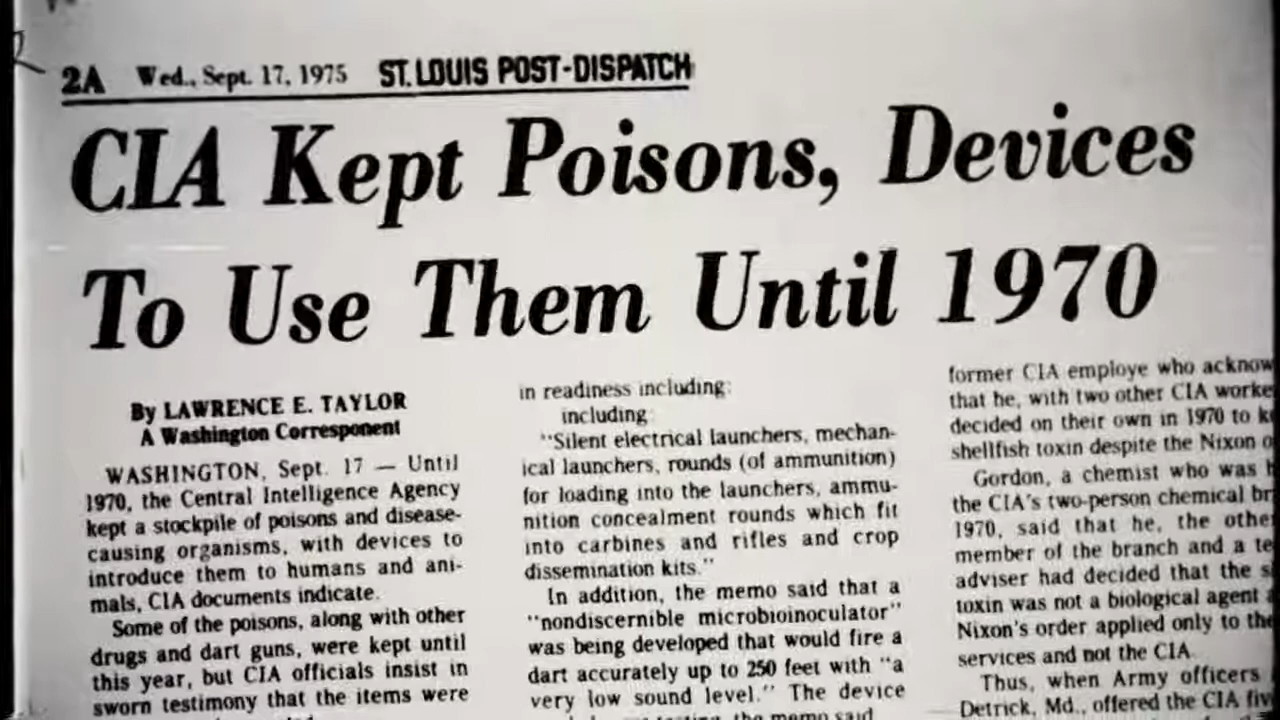 2A Wed., Sept. 17, 1975 ST. LOUIS POST-DISPATCH
CIA Kept Poisons, Devices
To Use Them Until 1970
By LAWRENCE E. TAYLOR
A Washington Corresponent
WASHINGTON, Sept. 17 — Until
1970, the Central Intelligence Agency
kept a stockpile of poisons and disease-
causing organisms, with devices to
introduce them to humans and ani-
mals, CIA documents indicate.
Some of the poisons, along with other
drugs and dart guns, were kept until
this year, but CIA officials insist in
sworn testimony that the items were
in readiness including:
including:
"Silent electrical launchers, mechan-
ical launchers, rounds (of ammunition)
for loading into the launchers, ammu-
nition concealment rounds which fit
into carbines and rifles and crop
dissemination kits."
In addition, the memo said that a
"nondiscernible microbioinoculator"
was being developed that would fire a
dart accurately up to 250 feet with "a
very low sound level." The device
the memo said
former CIA employe who acknow
that he, with two other CIA worke
decided on their own in 1970 to k
shellfish toxin despite the Nixon o
Gordon, a chemist who was h
the CIA's two-person chemical br
1970, said that he, the othe
member of the branch and a te
adviser had decided that the s
toxin was not a biological agent a
Nixon's order applied only to the
services and not the CIA.
Thus, when Army officers
Detrick, Md., offered the CIA fiv